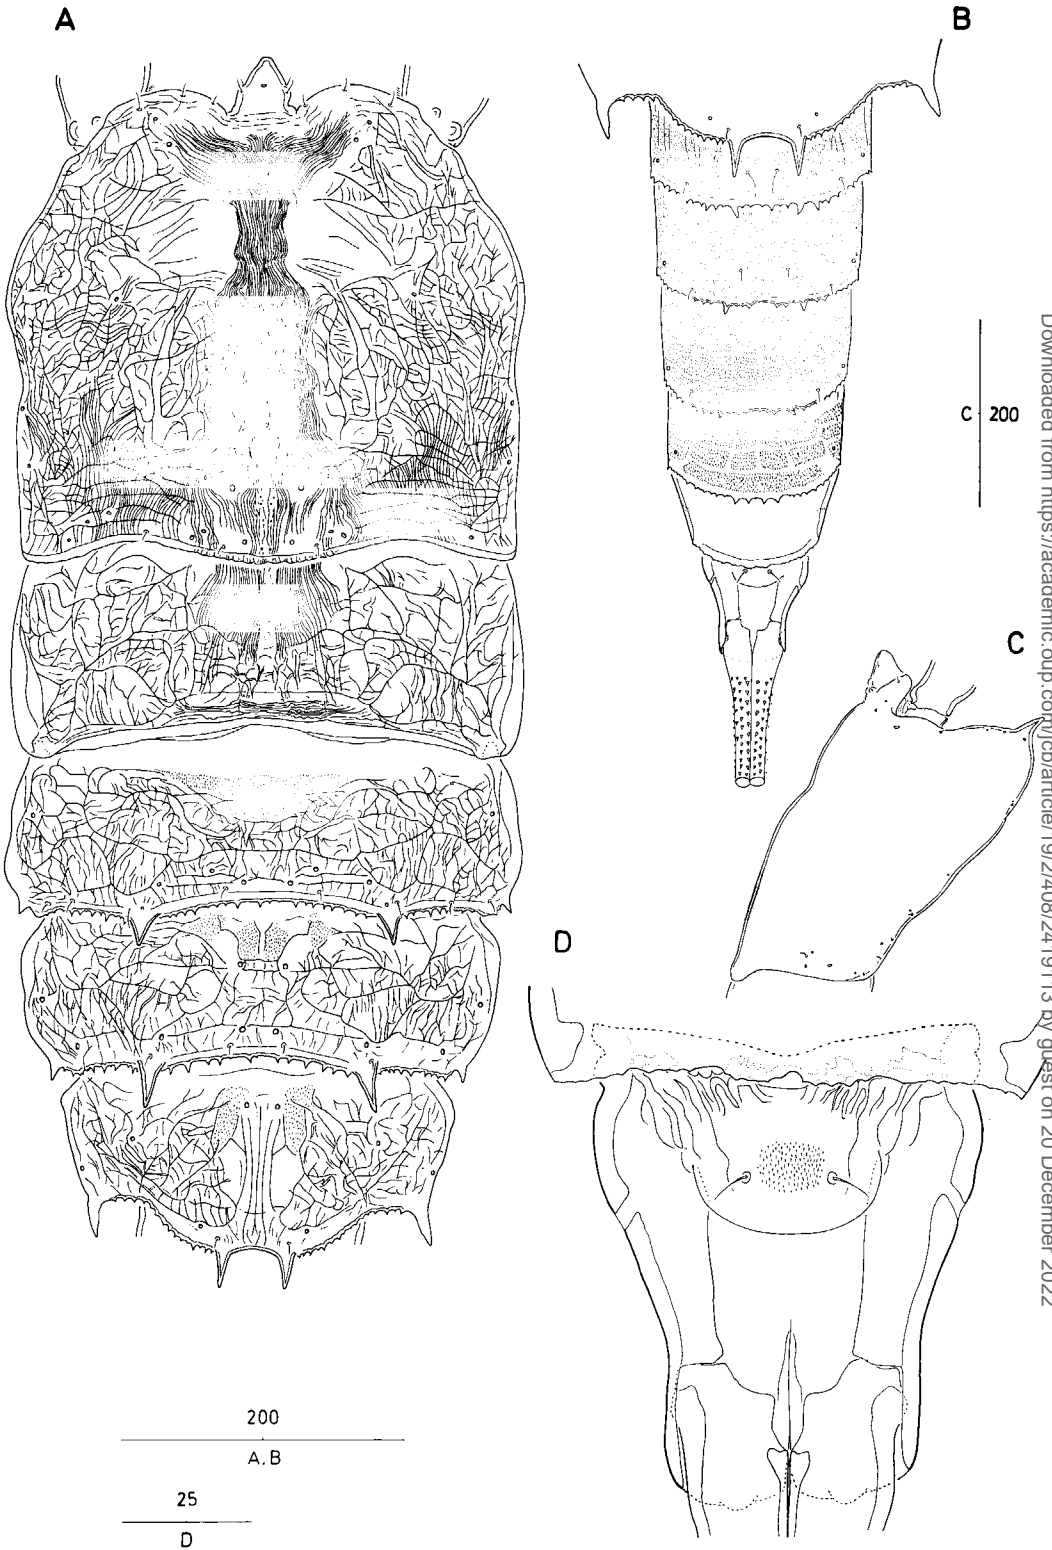 A
B
C 200
C
D
200
A,B
25
D
Downloaded from https://academic.oup.com/jcb/article/19/2/408/2419113 by guest on 20 December 2022